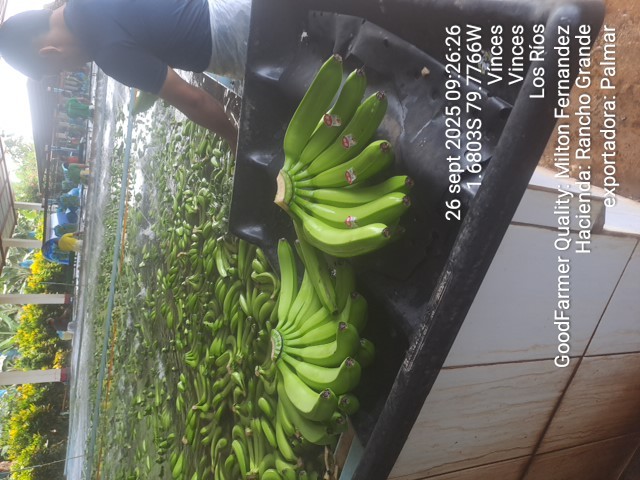 26 sept 2025 09:26:26
1.6803S 79.7766W
Vínces
Vinces
Los Ríos
GoodFarmer Quality: Milton Fernandez
Hacienda: Rancho Grande
exportadora: Palmar